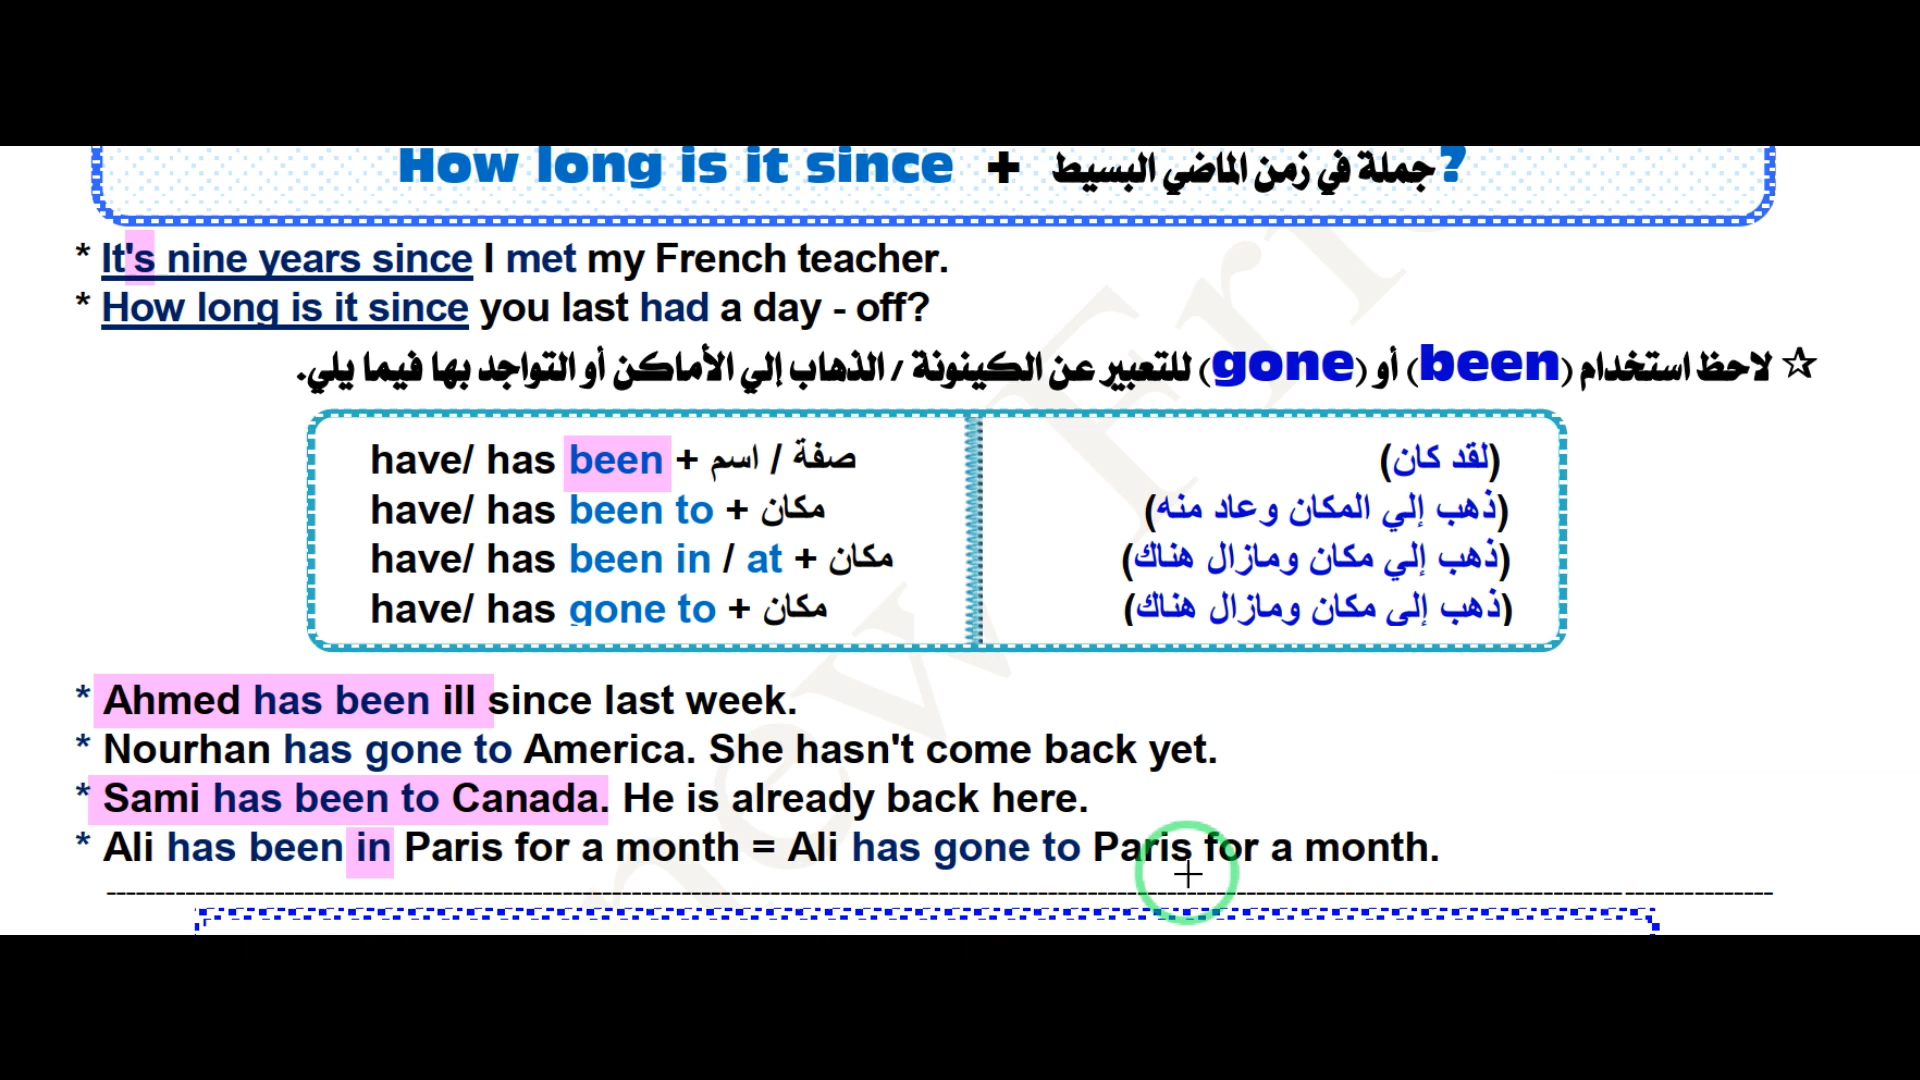 How long is it since + جملة في زمن الماضي البسيط?
* It's nine years since I met my French teacher.
* How long is it since you last had a day - off?
☆ لاحظ استخدام (been) أو (gone) للتعبير عن الكينونة / الذهاب إلي الأماكن أو التواجد بها فيما يلي.
have/ has been + صفة / اسم (لقد كان)
have/ has been to + مكان (ذهب إلي المكان وعاد منه)
have/ has been in / at + مكان (ذهب إلي مكان ومازال هناك)
have/ has gone to + مكان (ذهب إلى مكان ومازال هناك)
* Ahmed has been ill since last week.
* Nourhan has gone to America. She hasn't come back yet.
* Sami has been to Canada. He is already back here.
* Ali has been in Paris for a month = Ali has gone to Paris for a month.